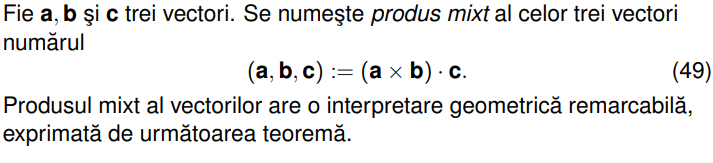 Fie a, b şi c trei vectori. Se numeşte produs mixt al celor trei vectori
numărul
(a, b, c) := (a × b) · c. (49)
Produsul mixt al vectorilor are o interpretare geometrică remarcabilă,
exprimată de următoarea teoremă.